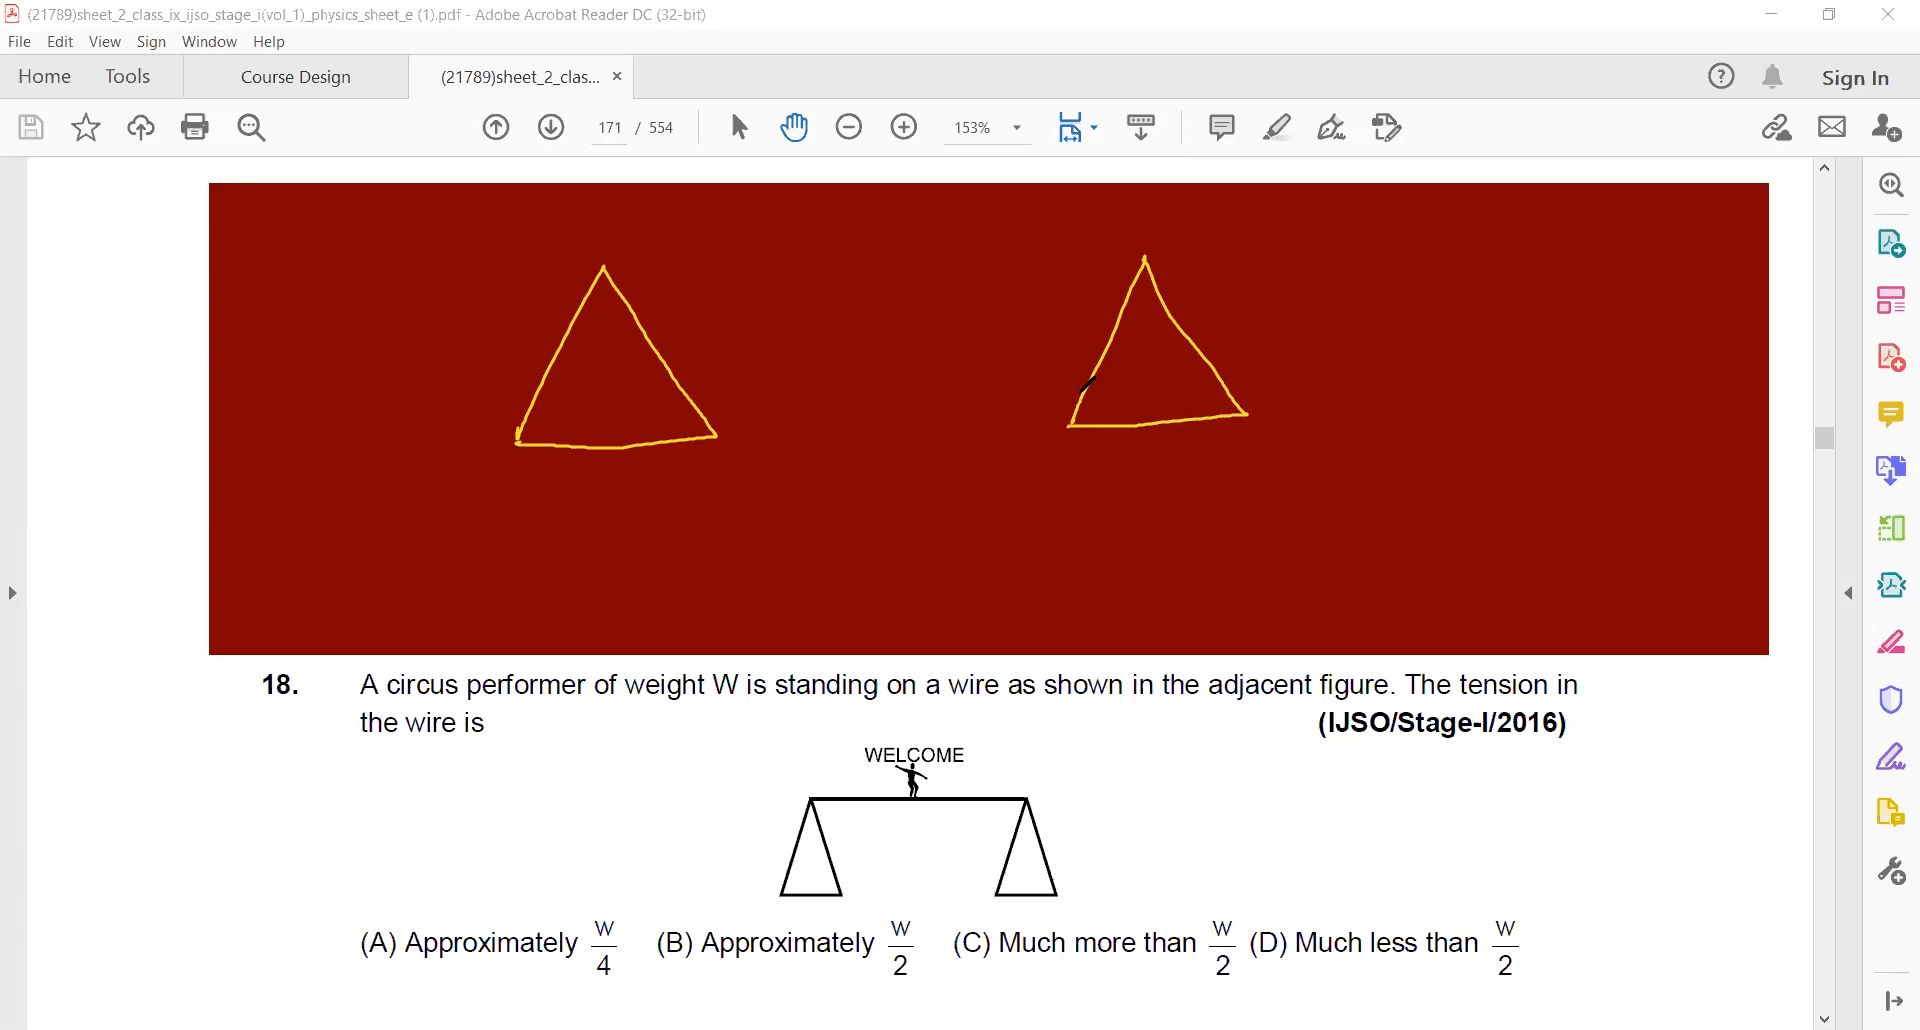 (21789)sheet_2_class_ix_ijso_stage_i(vol_1)_physics_sheet_e (1).pdf - Adobe Acrobat Reader DC (32-bit)
File Edit View Sign Window Help
Home Tools Course Design (21789)sheet_2_clas... × Sign In
171 / 554 153%
18. A circus performer of weight W is standing on a wire as shown in the adjacent figure. The tension in
the wire is (IJSO/Stage-I/2016)
WELCOME
(A) Approximately W/4 (B) Approximately W/2 (C) Much more than W/2 (D) Much less than W/2